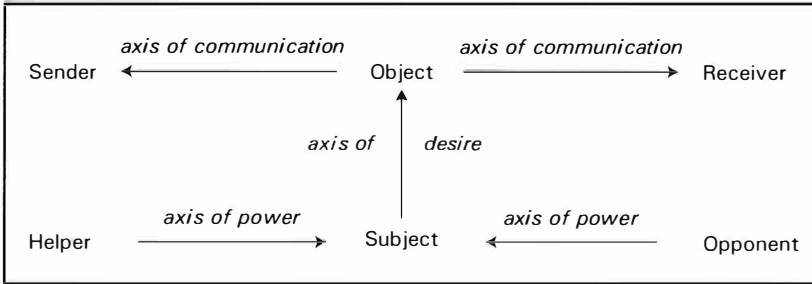 axis of communication axis of communication
Sender Object Receiver
axis of desire
axis of power axis of power
Helper Subject Opponent